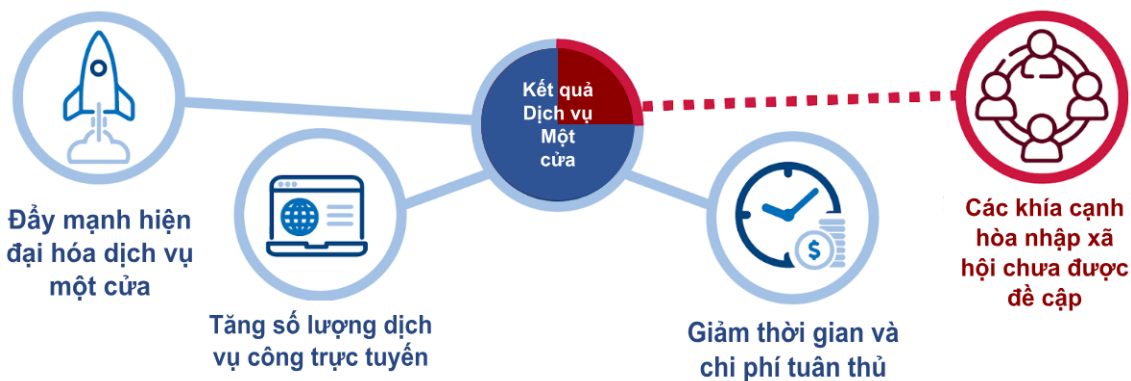 Kết quả
Dịch vụ
Một
cửa
Đẩy mạnh hiện
đại hóa dịch vụ
một cửa
Tăng số lượng dịch
vụ công trực tuyến
$
Giảm thời gian và
chi phí tuân thủ
Các khía cạnh
hòa nhập xã
hội chưa được
đề cập